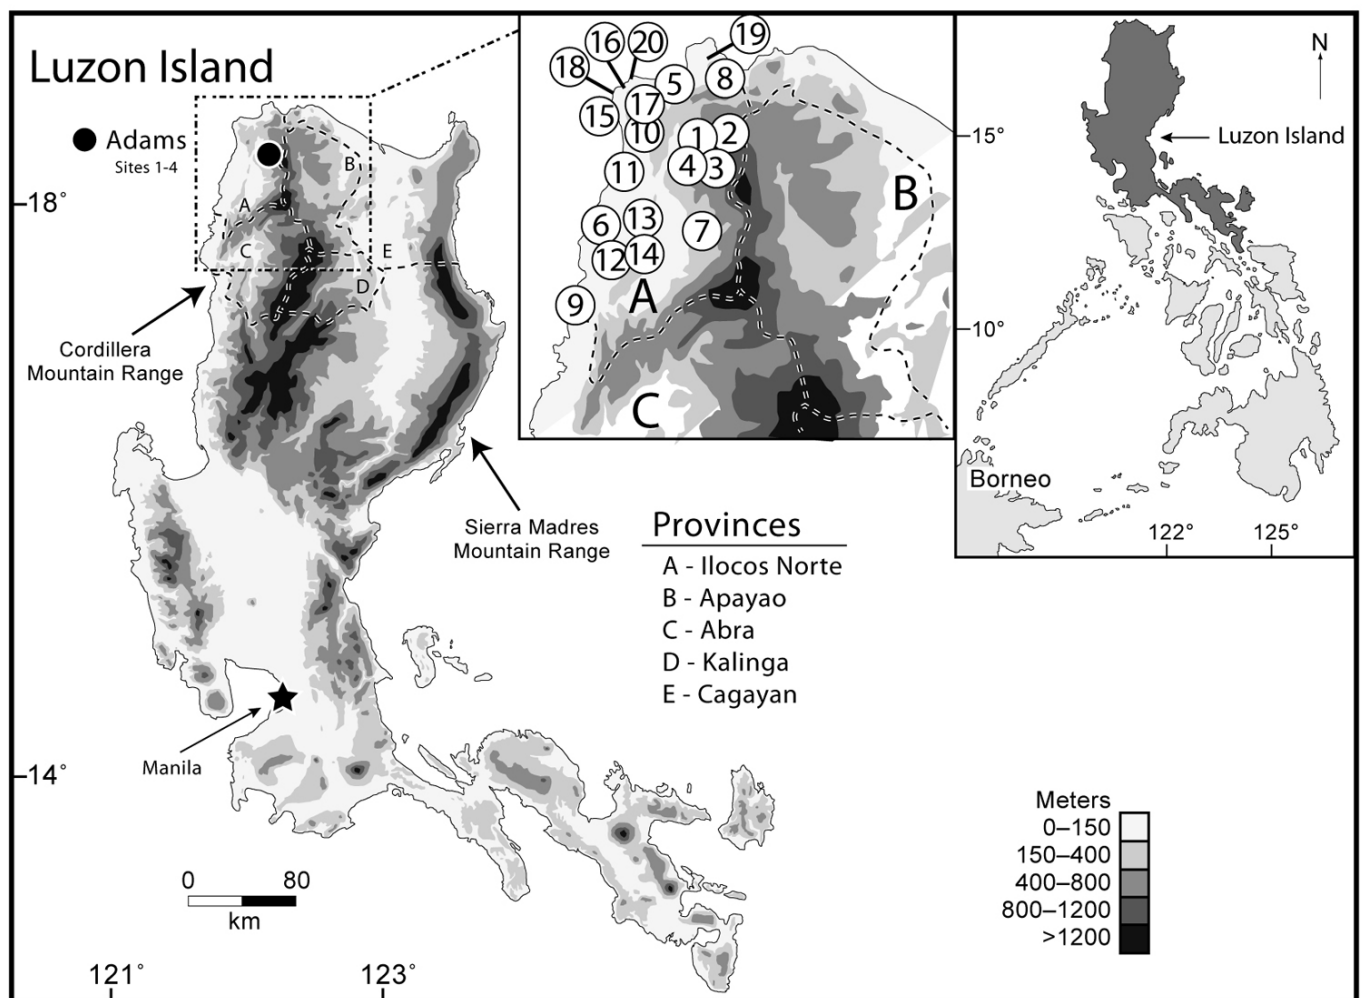 Luzon Island
Adams
Sites 1-4
18°
A
B
C
D
E
Cordillera
Mountain Range
Sierra Madres
Mountain Range
Manila
14°
0 80
km
121° 123°
16 20 19
18 5 8
15 17
10 1 2
11 4 3
6 13 7
12 14
9
A
B
C
N
15°
Luzon Island
10°
Borneo
122° 125°
Provinces
A - Ilocos Norte
B - Apayao
C - Abra
D - Kalinga
E - Cagayan
Meters
0–150
150–400
400–800
800–1200
>1200